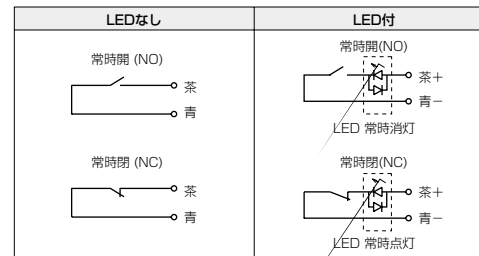 LEDなし
LED付
常時開 (NO)
茶
青
常時開(NO)
茶+
青−
LED 常時消灯
常時閉 (NC)
茶
青
常時閉(NC)
茶+
青−
LED 常時点灯